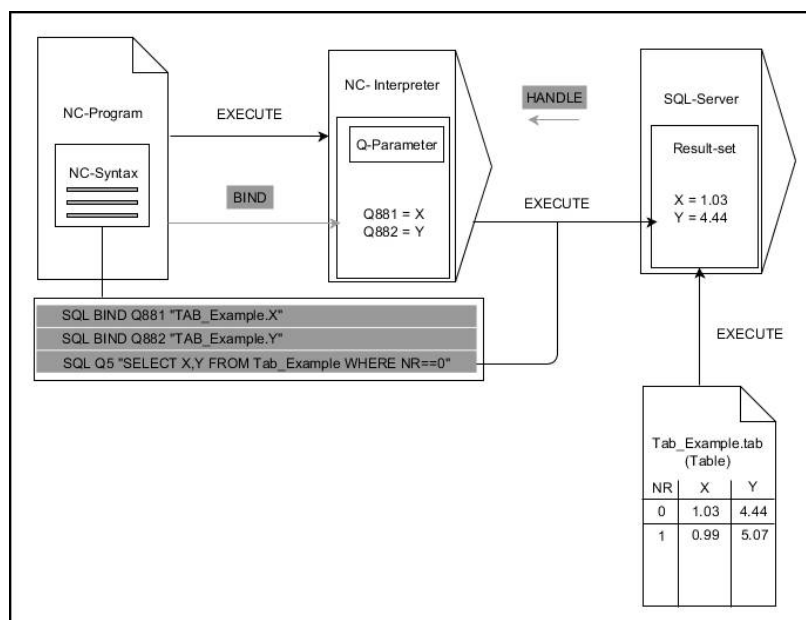 NC-Program
NC-Syntax
EXECUTE
BIND
NC- Interpreter
Q-Parameter
Q881 = X
Q882 = Y
HANDLE
EXECUTE
SQL-Server
Result-set
X = 1.03
Y = 4.44
SQL BIND Q881 "TAB_Example.X"
SQL BIND Q882 "TAB_Example.Y"
SQL Q5 "SELECT X,Y FROM Tab_Example WHERE NR==0"
EXECUTE
Tab_Example.tab
(Table)
NR X Y
0 1.03 4.44
1 0.99 5.07